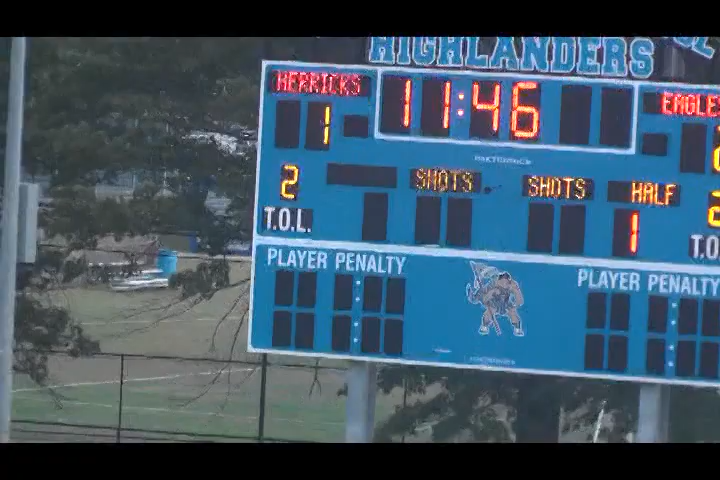 HIGHLANDERS
HERRICKS 11:46 EAGLES
1
2 SHOTS SHOTS HALF
T.O.L. 1 T.O
PLAYER PENALTY PLAYER PENALTY